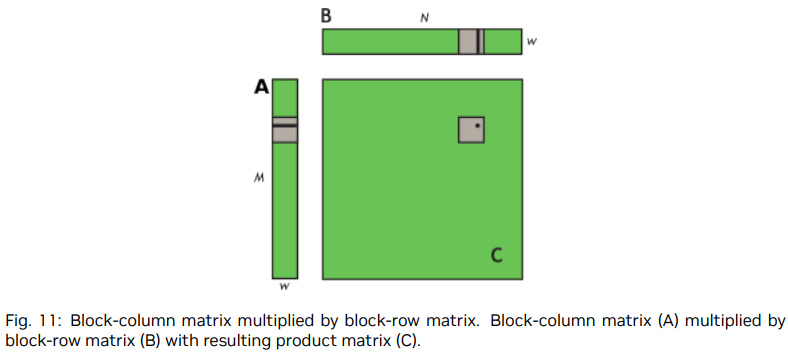 B
N
w
A
M
C
w
Fig. 11: Block-column matrix multiplied by block-row matrix. Block-column matrix (A) multiplied by
block-row matrix (B) with resulting product matrix (C).